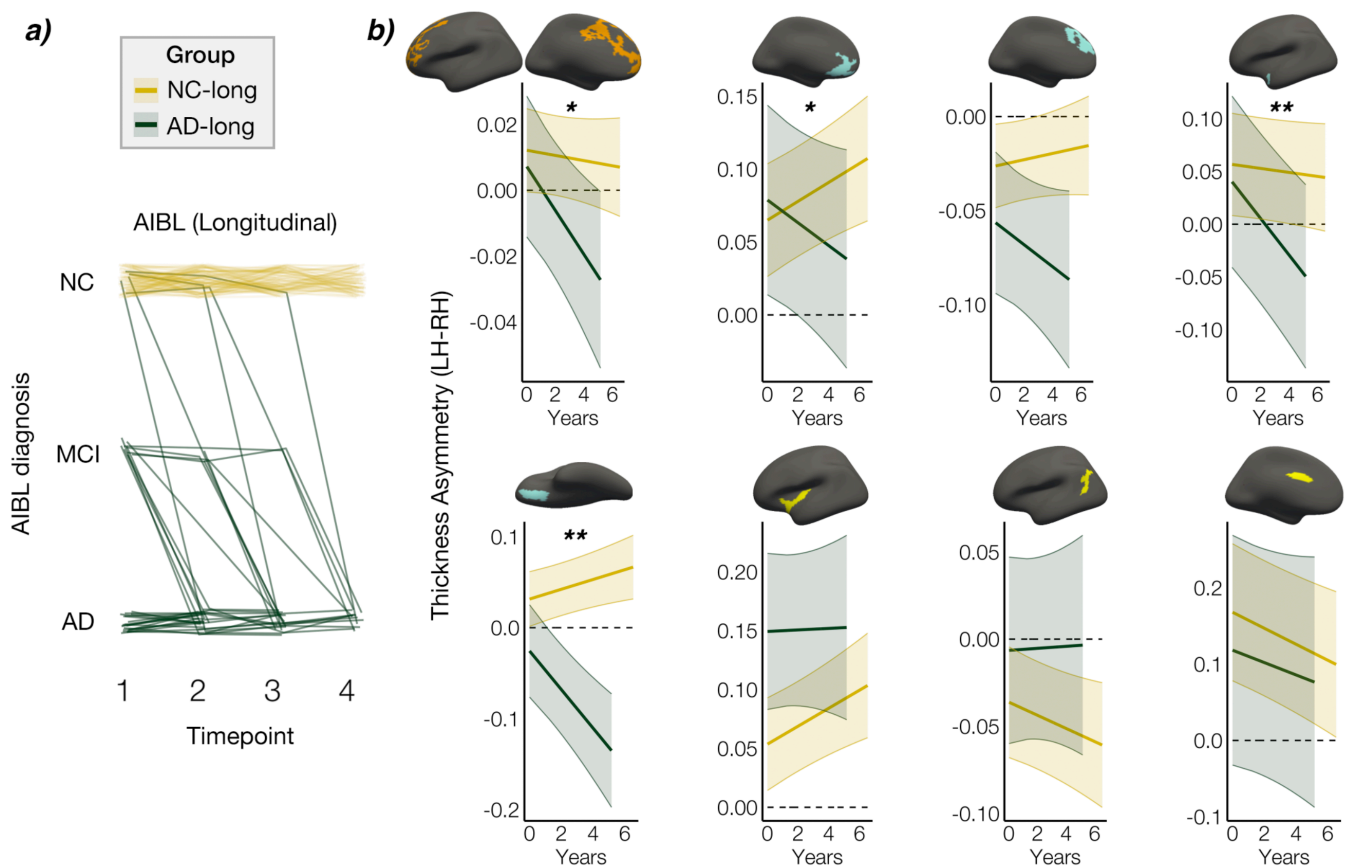 a)
Group
NC-long
AD-long
AIBL (Longitudinal)
NC
MCI
AD
AIBL diagnosis
1 2 3 4
Timepoint
b)
Thickness Asymmetry (LH-RH)
*
0.02
0.00
-0.02
-0.04
0 2 4 6
Years
*
0.15
0.10
0.05
0.00
0 2 4 6
Years
-0.00
-0.05
-0.10
0 2 4 6
Years
**
0.10
0.05
0.00
-0.05
-0.10
0 2 4 6
Years
**
0.1
0.0
-0.1
-0.2
0 2 4 6
Years
0.20
0.15
0.10
0.05
0.00
0 2 4 6
Years
0.05
0.00
-0.05
-0.10
0 2 4 6
Years
0.2
0.1
0.0
-0.1
0 2 4 6
Years